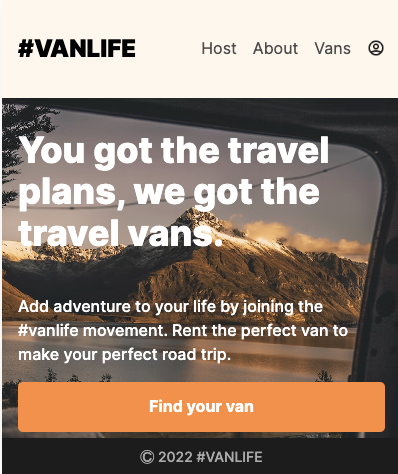 #VANLIFE
Host About Vans
You got the travel
plans, we got the
travel vans.
Add adventure to your life by joining the
#vanlife movement. Rent the perfect van to
make your perfect road trip.
Find your van
© 2022 #VANLIFE